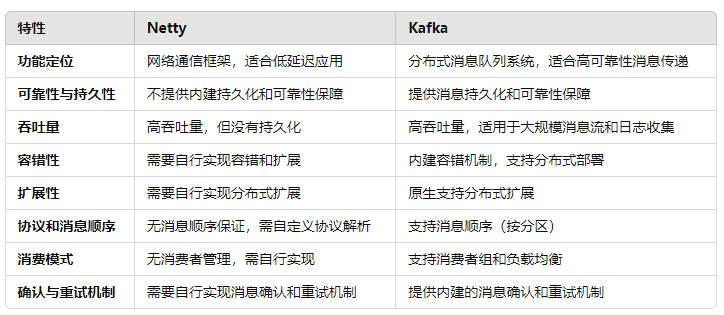 特性 Netty Kafka
功能定位 网络通信框架，适合低延迟应用 分布式消息队列系统，适合高可靠性消息传递
可靠性与持久性 不提供内建持久化和可靠性保障 提供消息持久化和可靠性保障
吞吐量 高吞吐量，但没有持久化 高吞吐量，适用于大规模消息流和日志收集
容错性 需要自行实现容错和扩展 内建容错机制，支持分布式部署
扩展性 需要自行实现分布式扩展 原生支持分布式扩展
协议和消息顺序 无消息顺序保证，需自定义协议解析 支持消息顺序（按分区）
消费模式 无消费者管理，需自行实现 支持消费者组和负载均衡
确认与重试机制 需要自行实现消息确认和重试机制 提供内建的消息确认和重试机制